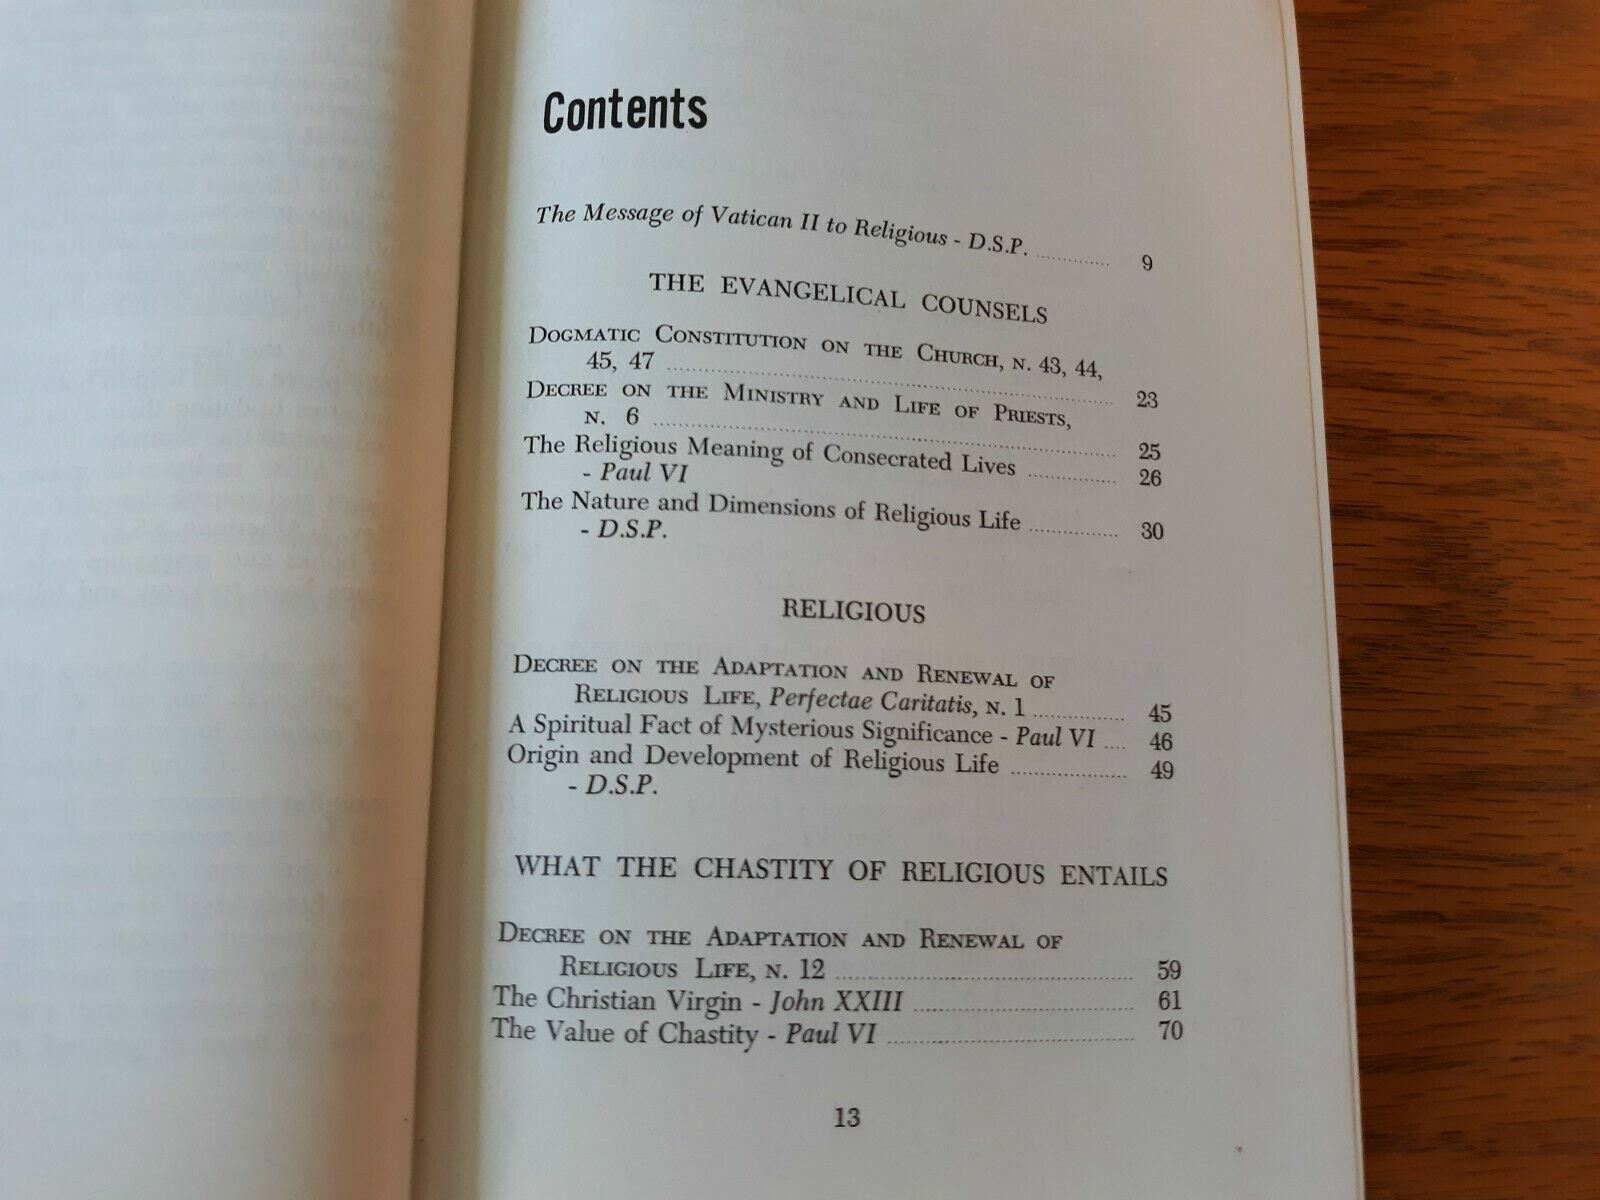 Contents
The Message of Vatican II to Religious - D.S.P. .............. 9
THE EVANGELICAL COUNSELS
DOGMATIC CONSTITUTION ON THE CHURCH, N. 43, 44,
45, 47 .............. 23
DECREE ON THE MINISTRY AND LIFE OF PRIESTS,
N. 6 .............. 25
The Religious Meaning of Consecrated Lives .............. 26
- Paul VI
The Nature and Dimensions of Religious Life .............. 30
- D.S.P.
RELIGIOUS
DECREE ON THE ADAPTATION AND RENEWAL OF
RELIGIOUS LIFE, Perfectae Caritatis, N. 1 .............. 45
A Spiritual Fact of Mysterious Significance - Paul VI .... 46
Origin and Development of Religious Life .............. 49
- D.S.P.
WHAT THE CHASTITY OF RELIGIOUS ENTAILS
DECREE ON THE ADAPTATION AND RENEWAL OF
RELIGIOUS LIFE, N. 12 .............. 59
The Christian Virgin - John XXIII .............. 61
The Value of Chastity - Paul VI .............. 70
13